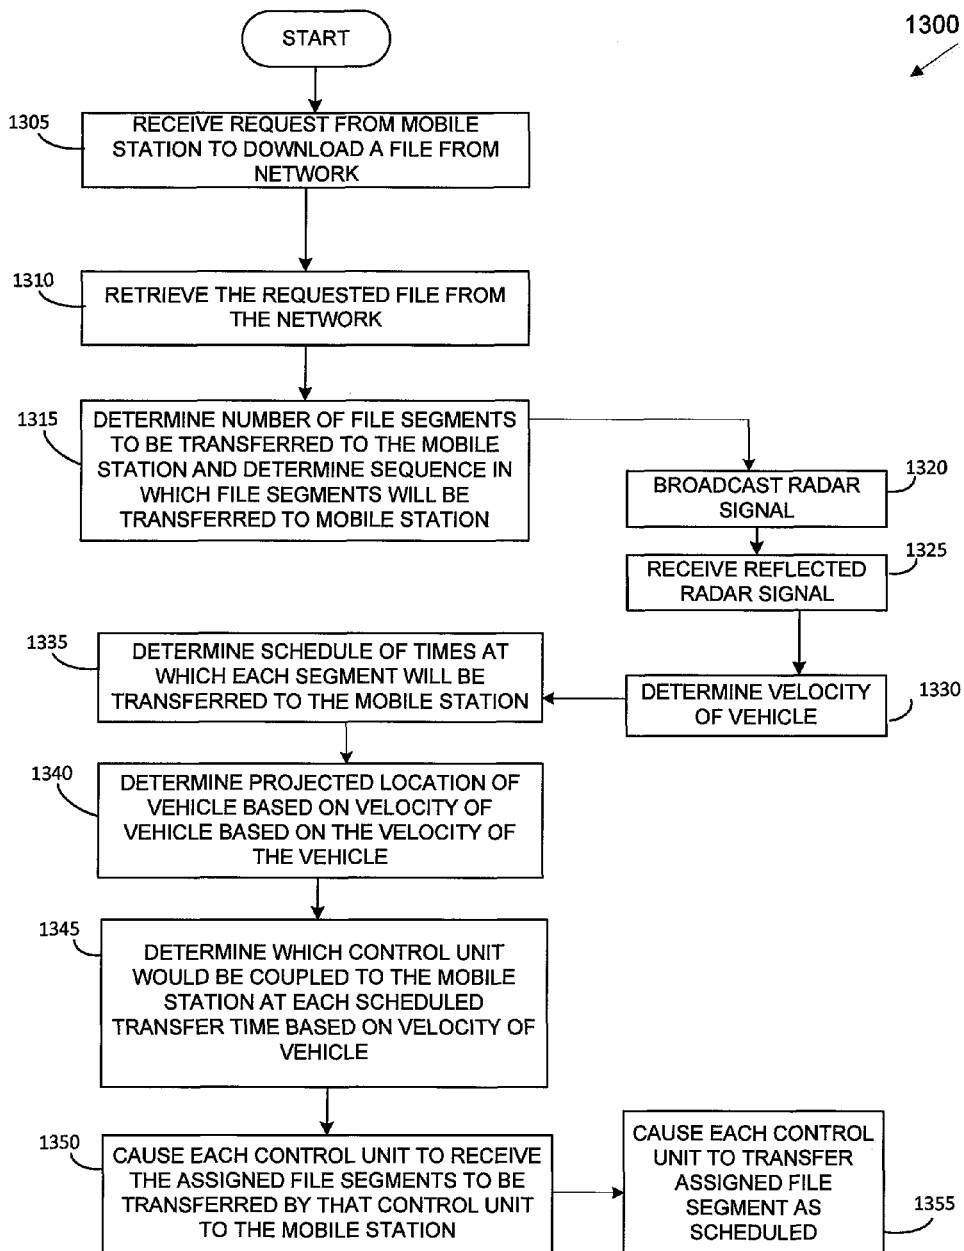 START
1300
1305
RECEIVE REQUEST FROM MOBILE
STATION TO DOWNLOAD A FILE FROM
NETWORK
1310
RETRIEVE THE REQUESTED FILE FROM
THE NETWORK
1315
DETERMINE NUMBER OF FILE SEGMENTS
TO BE TRANSFERRED TO THE MOBILE
STATION AND DETERMINE SEQUENCE IN
WHICH FILE SEGMENTS WILL BE
TRANSFERRED TO MOBILE STATION
1320
BROADCAST RADAR
SIGNAL
1325
RECEIVE REFLECTED
RADAR SIGNAL
1330
DETERMINE VELOCITY
OF VEHICLE
1335
DETERMINE SCHEDULE OF TIMES AT
WHICH EACH SEGMENT WILL BE
TRANSFERRED TO THE MOBILE STATION
1340
DETERMINE PROJECTED LOCATION OF
VEHICLE BASED ON VELOCITY OF
VEHICLE BASED ON THE VELOCITY OF
THE VEHICLE
1345
DETERMINE WHICH CONTROL UNIT
WOULD BE COUPLED TO THE MOBILE
STATION AT EACH SCHEDULED
TRANSFER TIME BASED ON VELOCITY OF
VEHICLE
1350
CAUSE EACH CONTROL UNIT TO RECEIVE
THE ASSIGNED FILE SEGMENTS TO BE
TRANSFERRED BY THAT CONTROL UNIT
TO THE MOBILE STATION
CAUSE EACH CONTROL
UNIT TO TRANSFER
ASSIGNED FILE
SEGMENT AS
SCHEDULED
1355